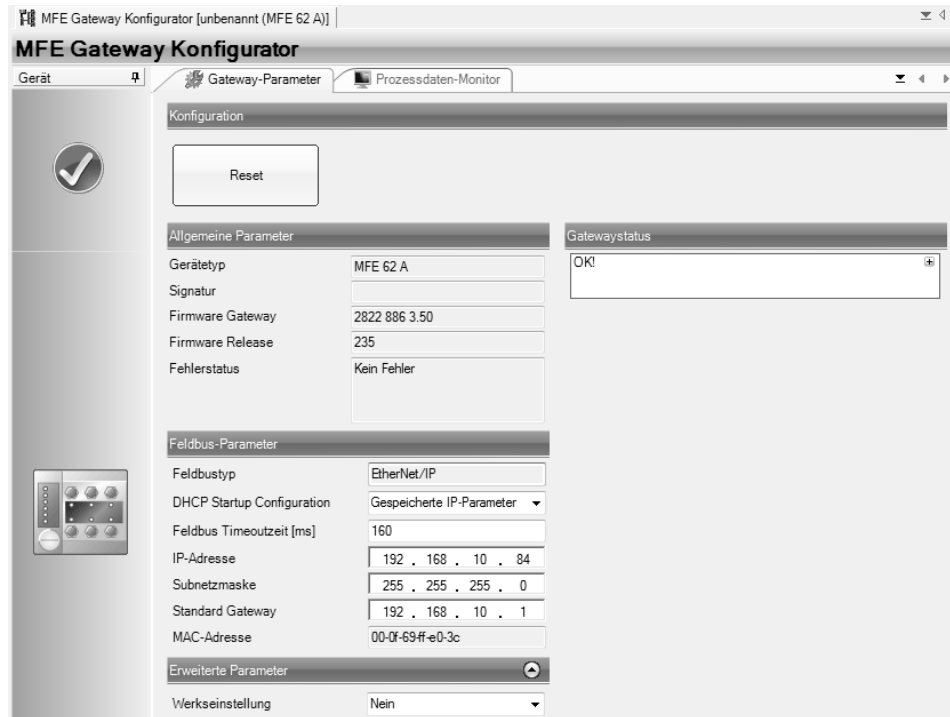 MFE Gateway Konfigurator [unbenannt (MFE 62 A)]
MFE Gateway Konfigurator
Gerät
Gateway-Parameter
Prozessdaten-Monitor
Konfiguration
Reset
Allgemeine Parameter
Gerätetyp MFE 62 A
Signatur
Firmware Gateway 2822 886 3.50
Firmware Release 235
Fehlerstatus Kein Fehler
Gatewaystatus
OK!
Feldbus-Parameter
Feldbustyp EtherNet/IP
DHCP Startup Configuration Gespeicherte IP-Parameter
Feldbus Timeoutzeit [ms] 160
IP-Adresse 192 . 168 . 10 . 84
Subnetzmaske 255 . 255 . 255 . 0
Standard Gateway 192 . 168 . 10 . 1
MAC-Adresse 00-0f-69-ff-e0-3c
Erweiterte Parameter
Werkseinstellung Nein